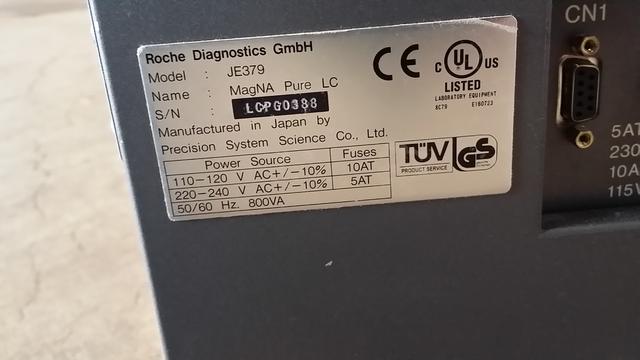 Roche Diagnostics GmbH
Model : JE379
Name : MagNA Pure LC
S/N : LCPG0388
Manufactured in Japan by
Precision System Science Co., Ltd.
Power Source Fuses
110-120 V AC+/-10% 10AT
220-240 V AC+/-10% 5AT
50/60 Hz. 800VA
CE
C UL US
LISTED
LABORATORY EQUIPMENT
8C79 E180723
TÜV
PRODUCT SERVICE
GS
CN1
5AT
230
10A
115V